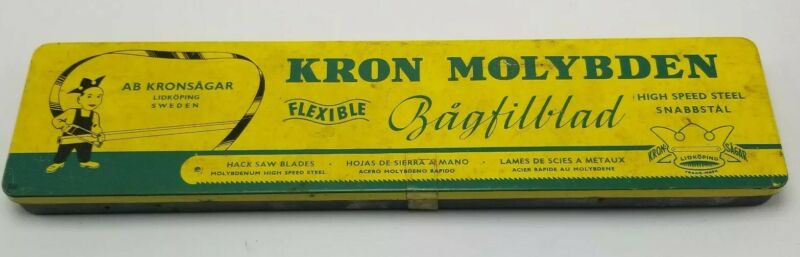 AB KRONSÅGAR
LIDKÖPING
SWEDEN
KRON MOLYBDEN
FLEXIBLE
Bågfilblad
HIGH SPEED STEEL
SNABBSTÅL
HACK SAW BLADES · HOJAS DE SIERRA A MANO · LAMES DE SCIES A MÉTAUX
MOLYBDENUM HIGH SPEED STEEL ACERO MOLYBDENO RAPIDO ACIER RAPIDE AU MOLYBDENE
KRON- SÅGAR
LIDKÖPING
TRADE MARK